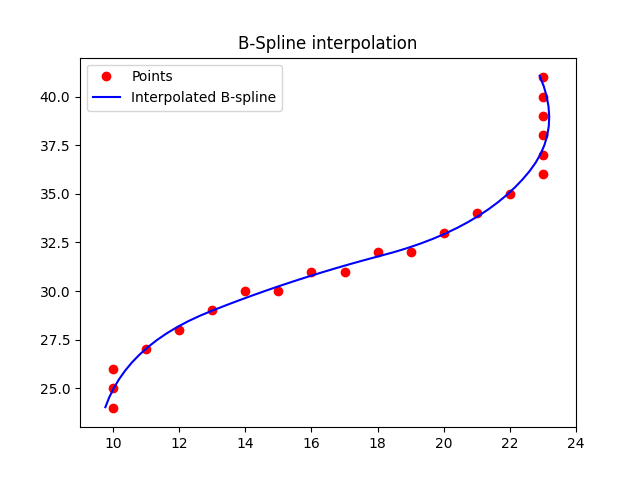 B-Spline interpolation
Points
Interpolated B-spline
40.0
37.5
35.0
32.5
30.0
27.5
25.0
10 12 14 16 18 20 22 24